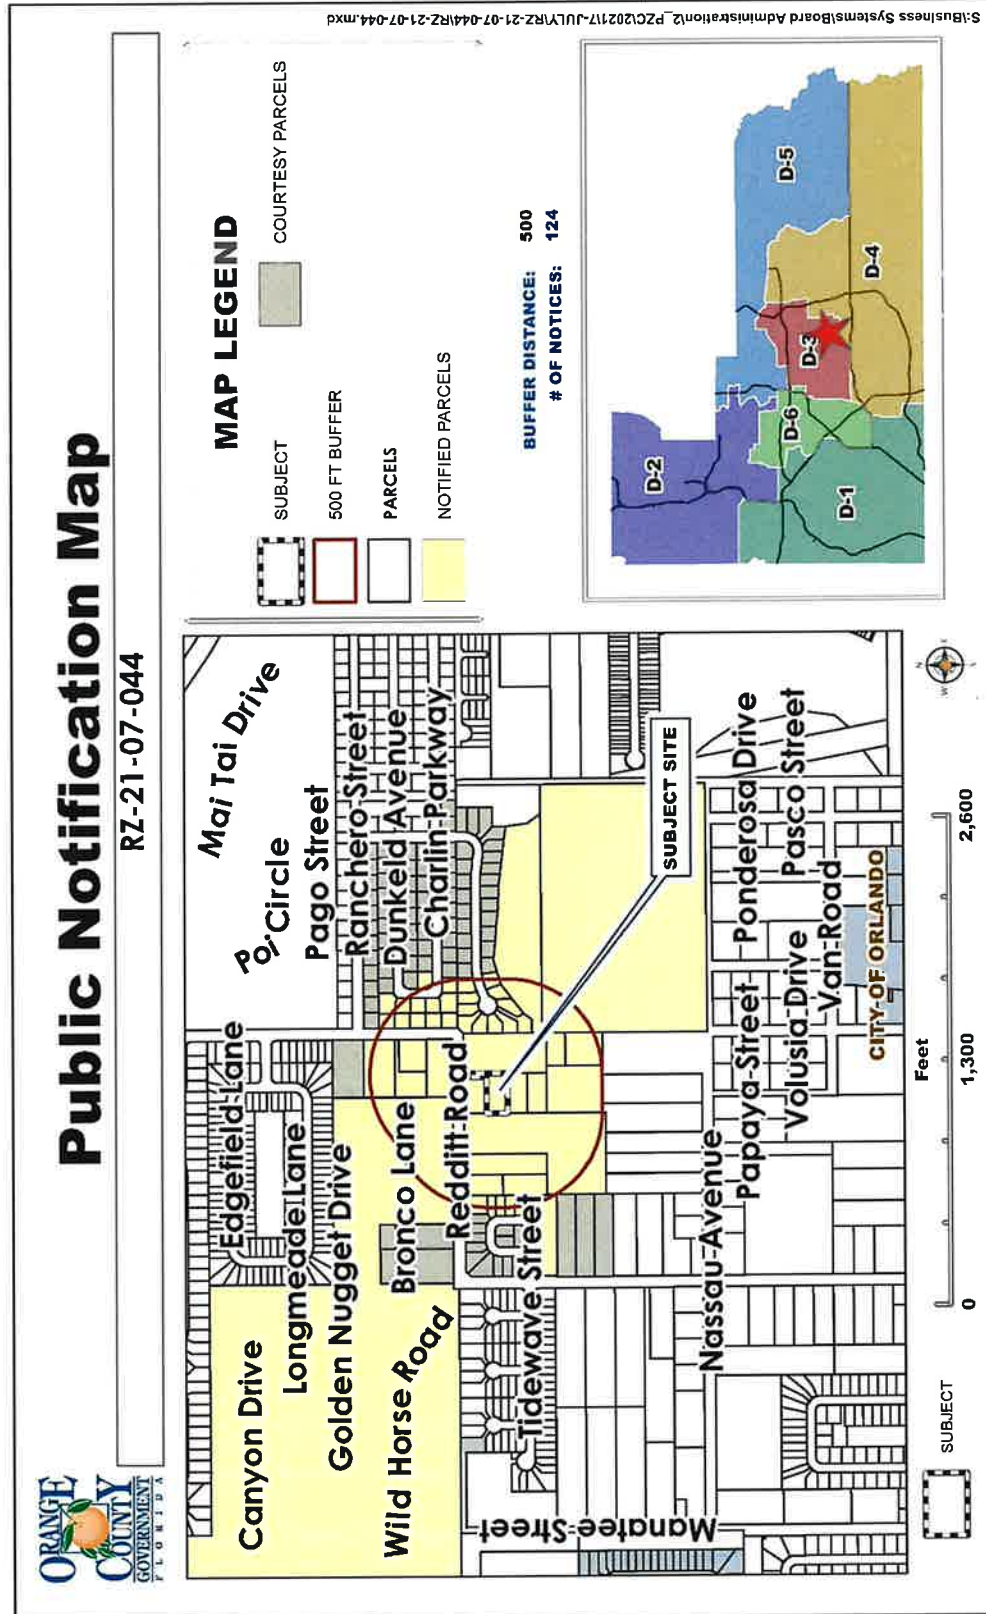 ORANGE
COUNTY
GOVERNMENT
FLORIDA
Public Notification Map
RZ-21-07-044
Mai Tai Drive
Poi Circle
Pago Street
Ranchero Street
Dunkeld Avenue
Charlin Parkway
Edgefield Lane
Longmeade Lane
Golden Nugget Drive
Canyon Drive
Bronco Lane
Wild Horse Road
Redditt Road
Tideway Street
Manatee Street
Nassau Avenue
Papaya Street
Ponderosa Drive
Volusia Drive
Pasco Street
Van Road
CITY OF ORLANDO
SUBJECT SITE
N
E
S
W
Feet
0
1,300
2,600
SUBJECT
MAP LEGEND
SUBJECT
COURTESY PARCELS
500 FT BUFFER
PARCELS
NOTIFIED PARCELS
BUFFER DISTANCE: 500
# OF NOTICES: 124
D-2
D-5
D-6
D-3
D-1
D-4
S:\Business Systems\Board Administration\2_PZC\2021\7-JULY\RZ-21-07-044\RZ-21-07-044.mxd